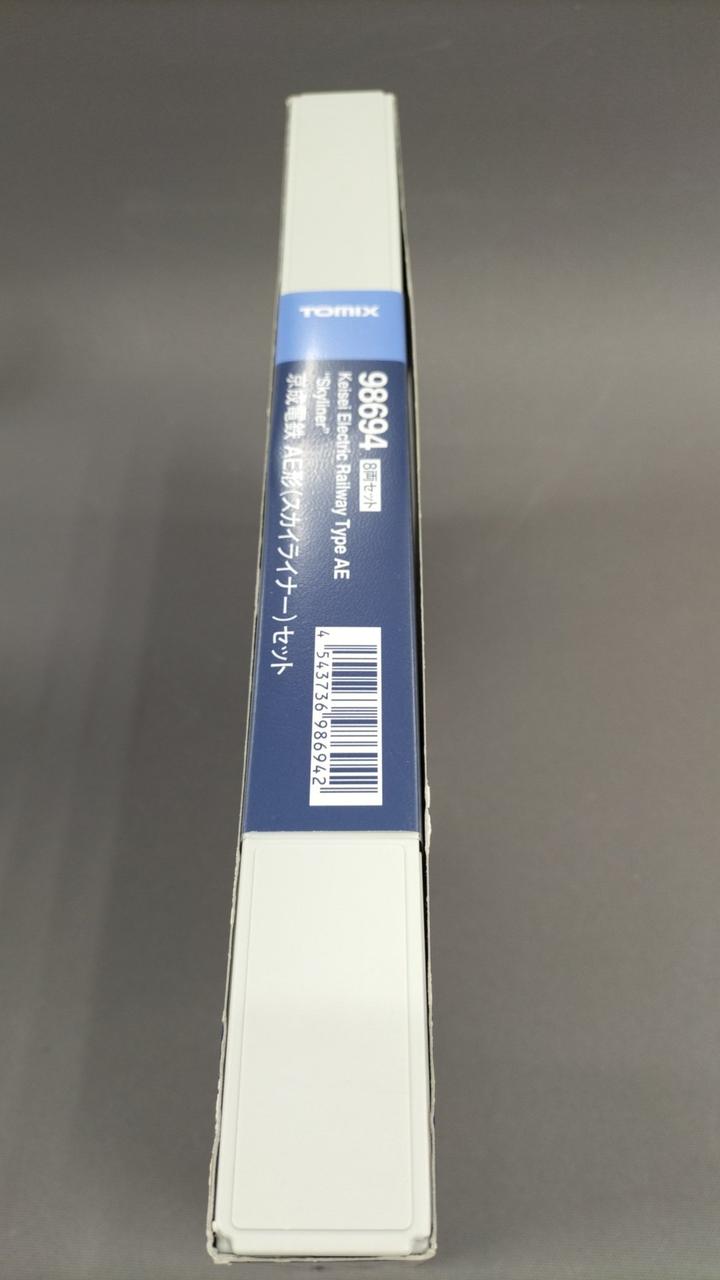 TOMIX
98694 8両セット
Keisei Electric Railway Type AE
"Skyliner"
京成電鉄 AE形(スカイライナー)セット
4 543736 986942